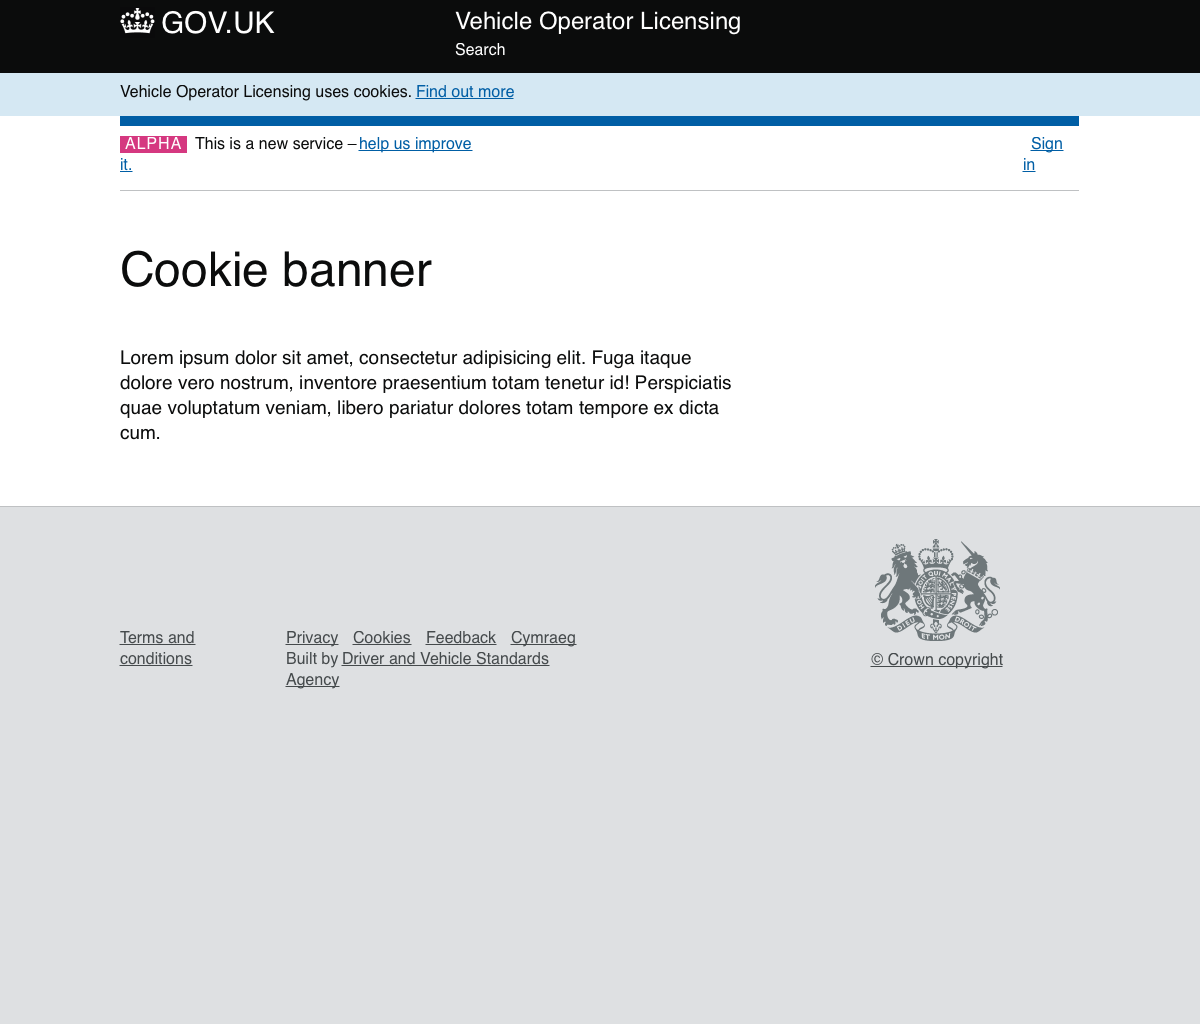 GOV.UK
Vehicle Operator Licensing
Search
Vehicle Operator Licensing uses cookies. Find out more
ALPHA This is a new service – help us improve
it.
Sign
in
Cookie banner
Lorem ipsum dolor sit amet, consectetur adipisicing elit. Fuga itaque
dolore vero nostrum, inventore praesentium totam tenetur id! Perspiciatis
quae voluptatum veniam, libero pariatur dolores totam tempore ex dicta
cum.
Terms and
conditions
Privacy Cookies Feedback Cymraeg
Built by Driver and Vehicle Standards
Agency
DIEU ET MON DROIT
© Crown copyright